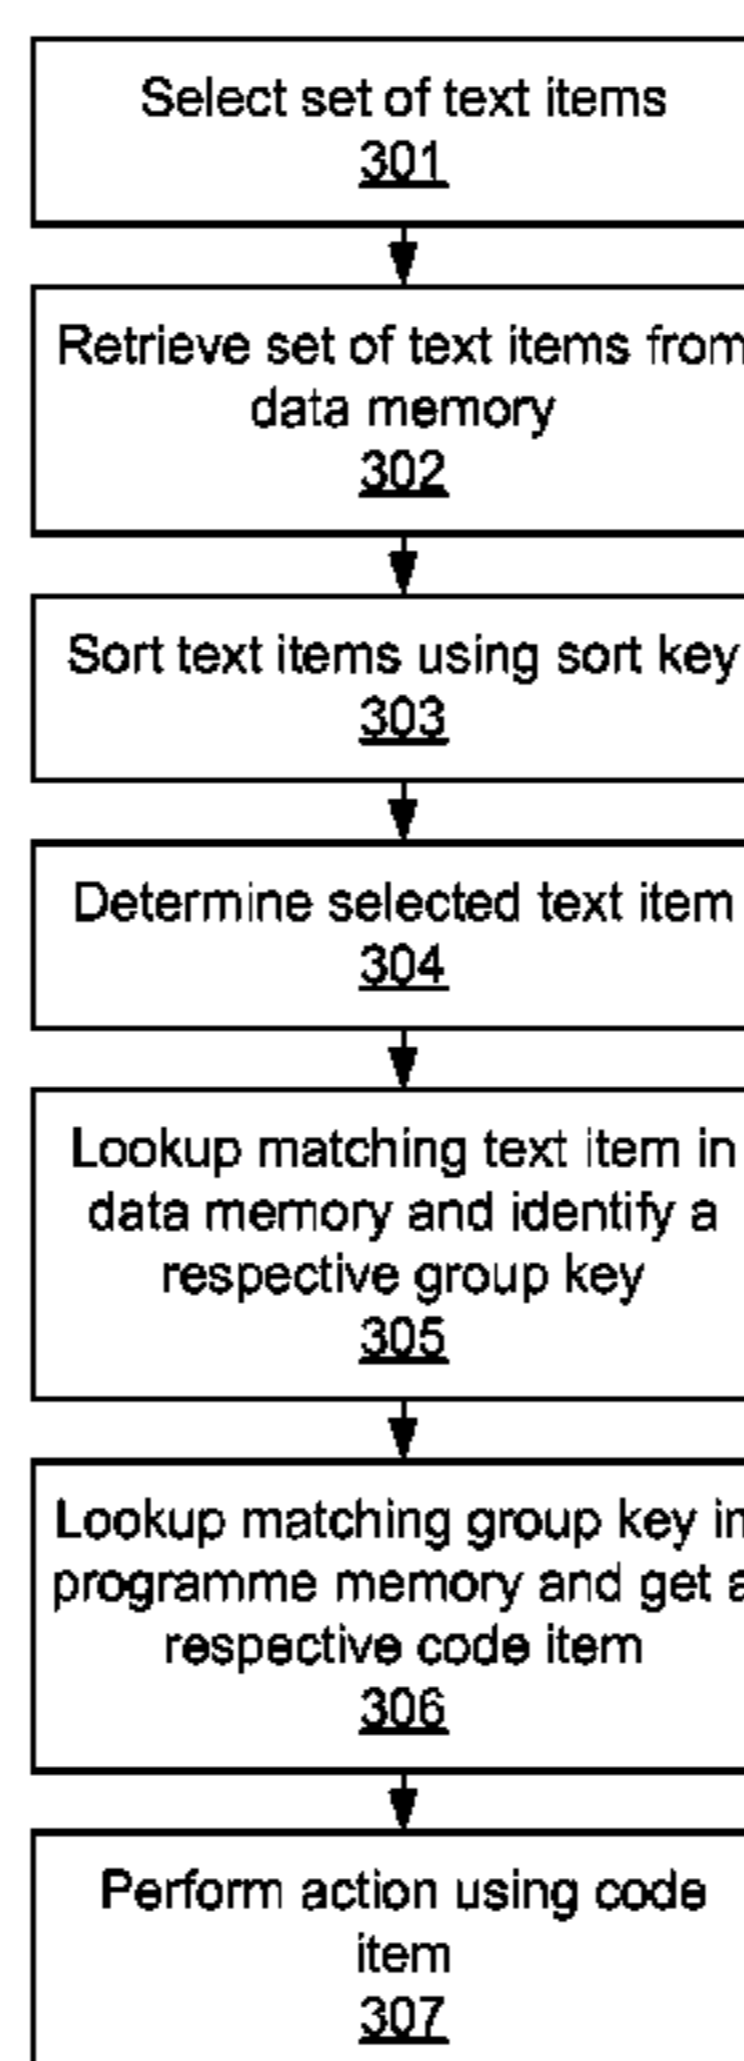 Select set of text items
301
Retrieve set of text items from
data memory
302
Sort text items using sort key
303
Determine selected text item
304
Lookup matching text item in
data memory and identify a
respective group key
305
Lookup matching group key in
programme memory and get a
respective code item
306
Perform action using code
item
307